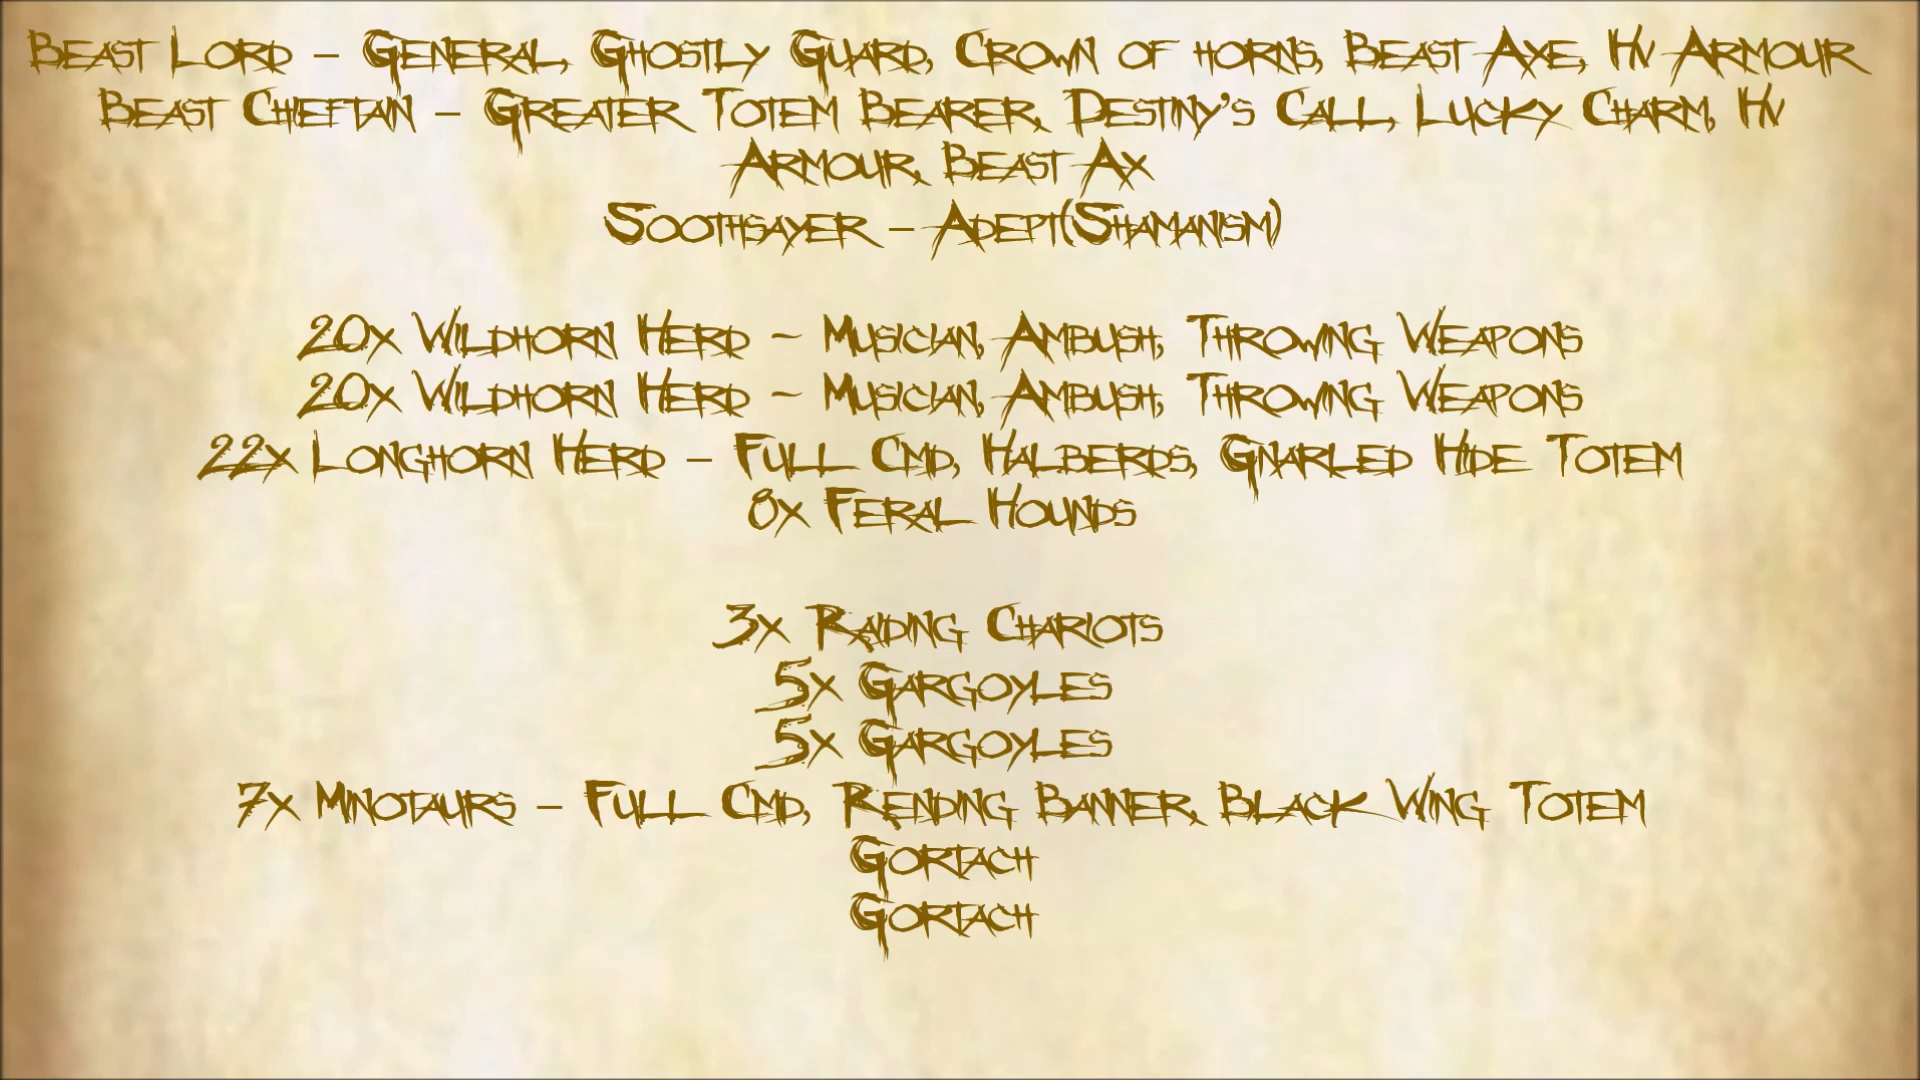 Beast Lord – General, Ghostly Guard, Crown of horns, Beast Axe, Hv Armour
Beast Chieftain – Greater Totem Bearer, Destiny's Call, Lucky Charm, Hv
Armour, Beast Ax
Soothsayer – Adept(Shamanism)
20x Wildhorn Herd – Musician, Ambush, Throwing Weapons
20x Wildhorn Herd – Musician, Ambush, Throwing Weapons
22x Longhorn Herd – Full Cmd, Halberds, Gnarled Hide Totem
8x Feral Hounds
3x Raiding Chariots
5x Gargoyles
5x Gargoyles
7x Minotaurs – Full Cmd, Rending Banner, Black Wing Totem
Gortach
Gortach